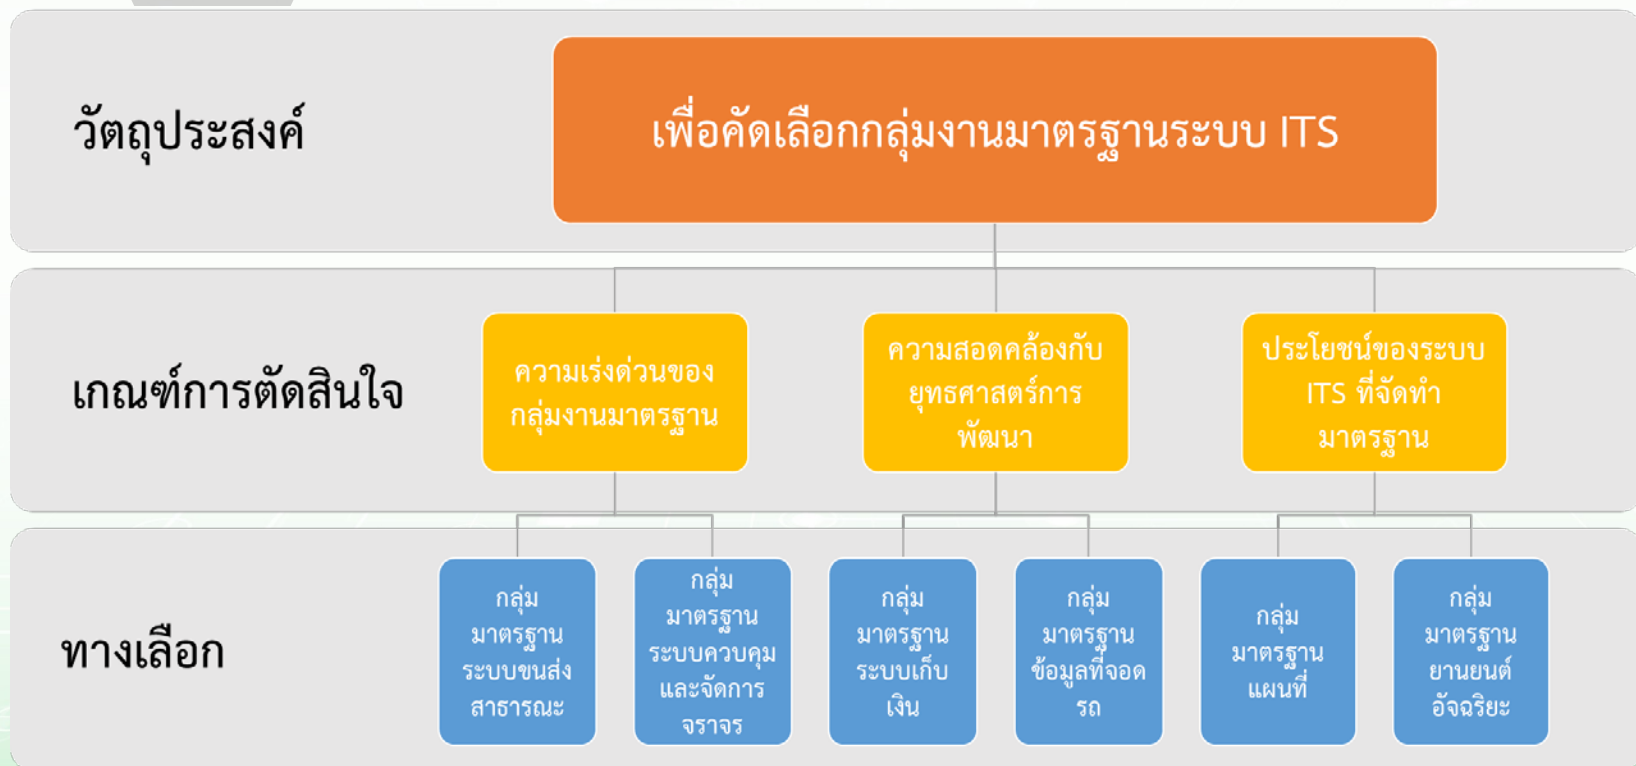 วัตถุประสงค์
เพื่อคัดเลือกกลุ่มงานมาตรฐานระบบ ITS
เกณฑ์การตัดสินใจ
ความเร่งด่วนของ
กลุ่มงานมาตรฐาน
ความสอดคล้องกับ
ยุทธศาสตร์การ
พัฒนา
ประโยชน์ของระบบ
ITS ที่จัดทำ
มาตรฐาน
ทางเลือก
กลุ่ม
มาตรฐาน
ระบบขนส่ง
สาธารณะ
กลุ่ม
มาตรฐาน
ระบบควบคุม
และจัดการ
จราจร
กลุ่ม
มาตรฐาน
ระบบเก็บ
เงิน
กลุ่ม
มาตรฐาน
ข้อมูลที่จอด
รถ
กลุ่ม
มาตรฐาน
แผนที่
กลุ่ม
มาตรฐาน
ยานยนต์
อัจฉริยะ